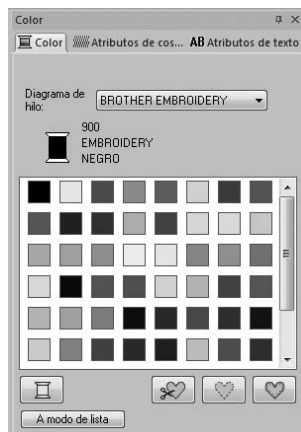 Color
Color Atributos de cos... AB Atributos de texto
Diagrama de hilo: BROTHER EMBROIDERY
900
EMBROIDERY
NEGRO
A modo de lista